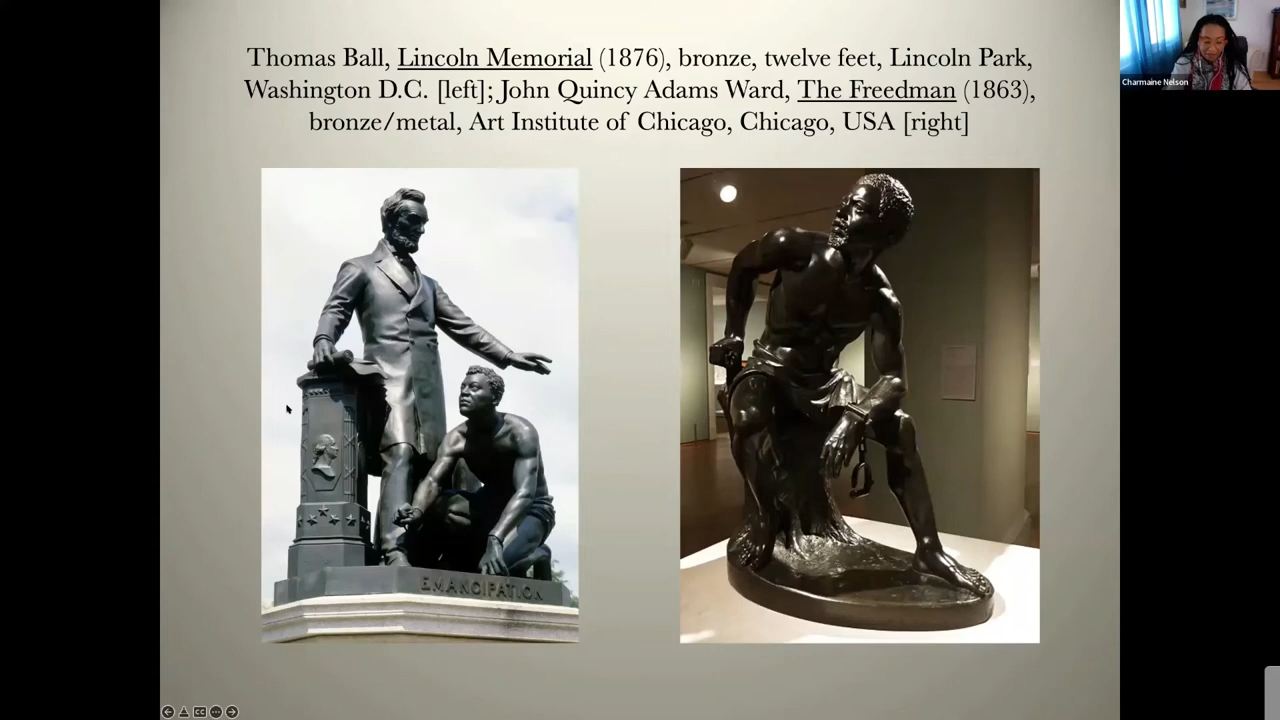 Thomas Ball, Lincoln Memorial (1876), bronze, twelve feet, Lincoln Park,
Washington D.C. [left]; John Quincy Adams Ward, The Freedman (1863),
bronze/metal, Art Institute of Chicago, Chicago, USA [right]
Charmaine Nelson
EMANCIPATION
CC